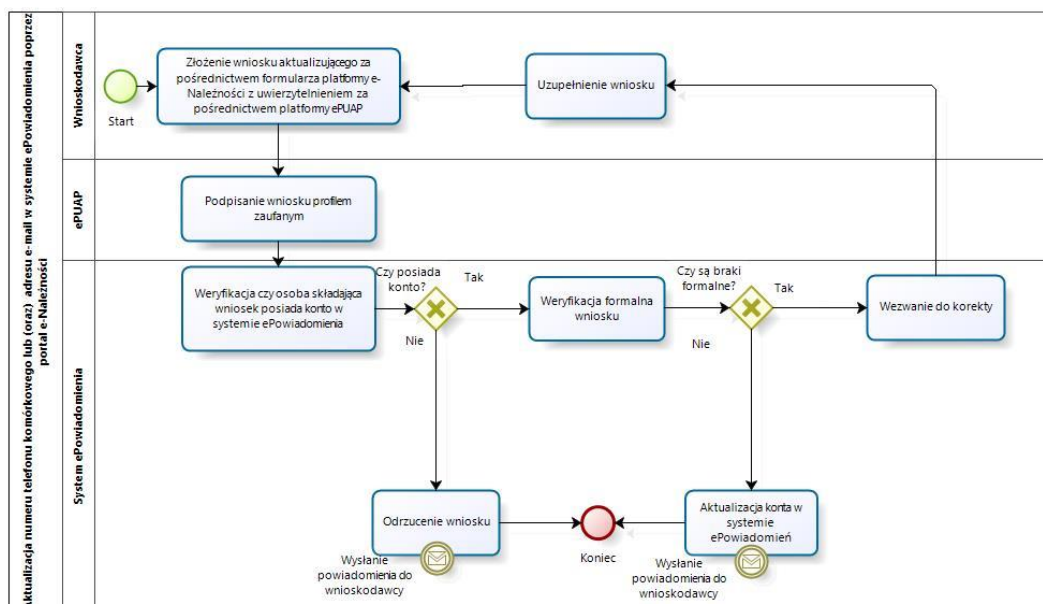 Aktualizacja numeru telefonu komórkowego lub (oraz) adresu e-mail w systemie ePowiadomienia poprzez
portal e-Należności
Wnioskodawca
Start
Złożenie wniosku aktualizującego za
pośrednictwem formularza platformy e-
Należności z uwierzytelnieniem za
pośrednictwem platformy ePUAP
Uzupełnienie wniosku
ePUAP
Podpisanie wniosku profilem
zaufanym
System ePowiadomienia
Weryfikacja czy osoba składająca
wniosek posiada konto w
systemie ePowiadomienia
Czy posiada
konto?
Tak
Nie
Weryfikacja formalna
wniosku
Czy są braki
formalne?
Tak
Nie
Wezwanie do korekty
Odrzucenie wniosku
Wysłanie
powiadomienia do
wnioskodawcy
Koniec
Aktualizacja konta w
systemie
ePowiadomień
Wysłanie
powiadomienia do
wnioskodawcy